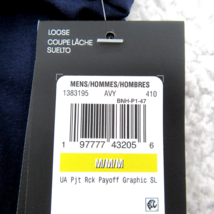 LOOSE
COUPE LÂCHE
SUELTO
MENS/HOMMES/HOMBRES
1383195 AVY 410
BNH-P1-47
1 97777 43205 6
M/M/M
UA Pjt Rck Payoff Graphic SL